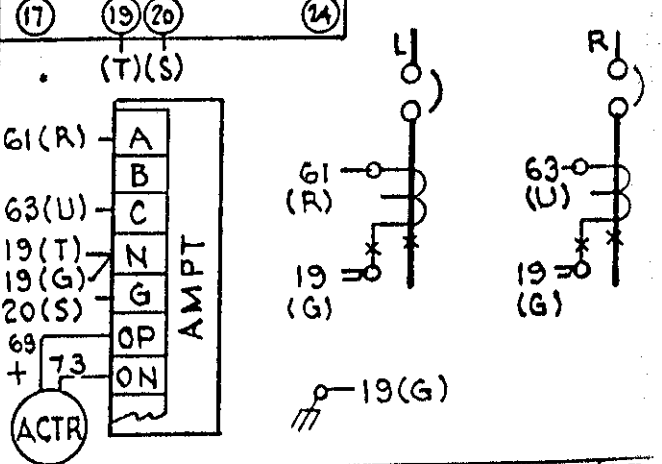 17 19 20 24
(T)(S)
L R
61(R) A
B
63(U) C
19(T) N
19(G)
20(S) G
69 OP
+ 73 ON
ACTR
AMPT
61
(R)
63
(U)
19
(G)
19
(G)
19(G)